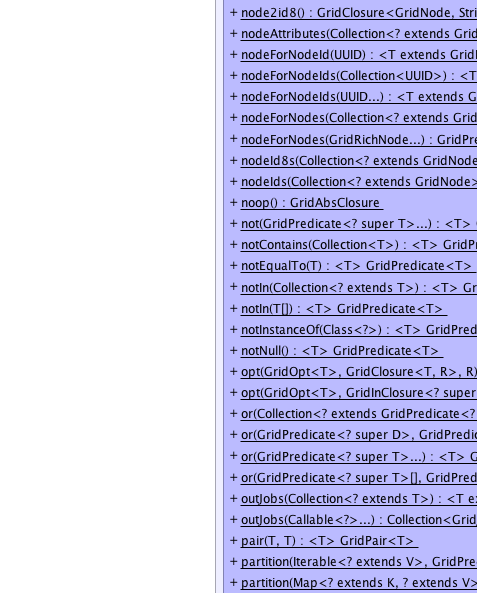 + node2id8() : GridClosure<GridNode, Stri
+ nodeAttributes(Collection<? extends Grid
+ nodeForNodeId(UUID) : <T extends Gridl
+ nodeForNodeIds(Collection<UUID>) : <T
+ nodeForNodeIds(UUID...) : <T extends G
+ nodeForNodes(Collection<? extends Grid
+ nodeForNodes(GridRichNode...) : GridPre
+ nodeId8s(Collection<? extends GridNode
+ nodeIds(Collection<? extends GridNode>
+ noop() : GridAbsClosure
+ not(GridPredicate<? super T>...) : <T> G
+ notContains(Collection<T>) : <T> GridPr
+ notEqualTo(T) : <T> GridPredicate<T>
+ notIn(Collection<? extends T>) : <T> Gr
+ notIn(T[]) : <T> GridPredicate<T>
+ notInstanceOf(Class<?>) : <T> GridPred
+ notNull() : <T> GridPredicate<T>
+ opt(GridOpt<T>, GridClosure<T, R>, R)
+ opt(GridOpt<T>, GridInClosure<? super
+ or(Collection<? extends GridPredicate<?
+ or(GridPredicate<? super D>, GridPredic
+ or(GridPredicate<? super T>...) : <T> G
+ or(GridPredicate<? super T>[], GridPred
+ outJobs(Collection<? extends T>) : <T e
+ outJobs(Callable<?>...) : Collection<Grid
+ pair(T, T) : <T> GridPair<T>
+ partition(Iterable<? extends V>, GridPre
+ partition(Map<? extends K, ? extends V>